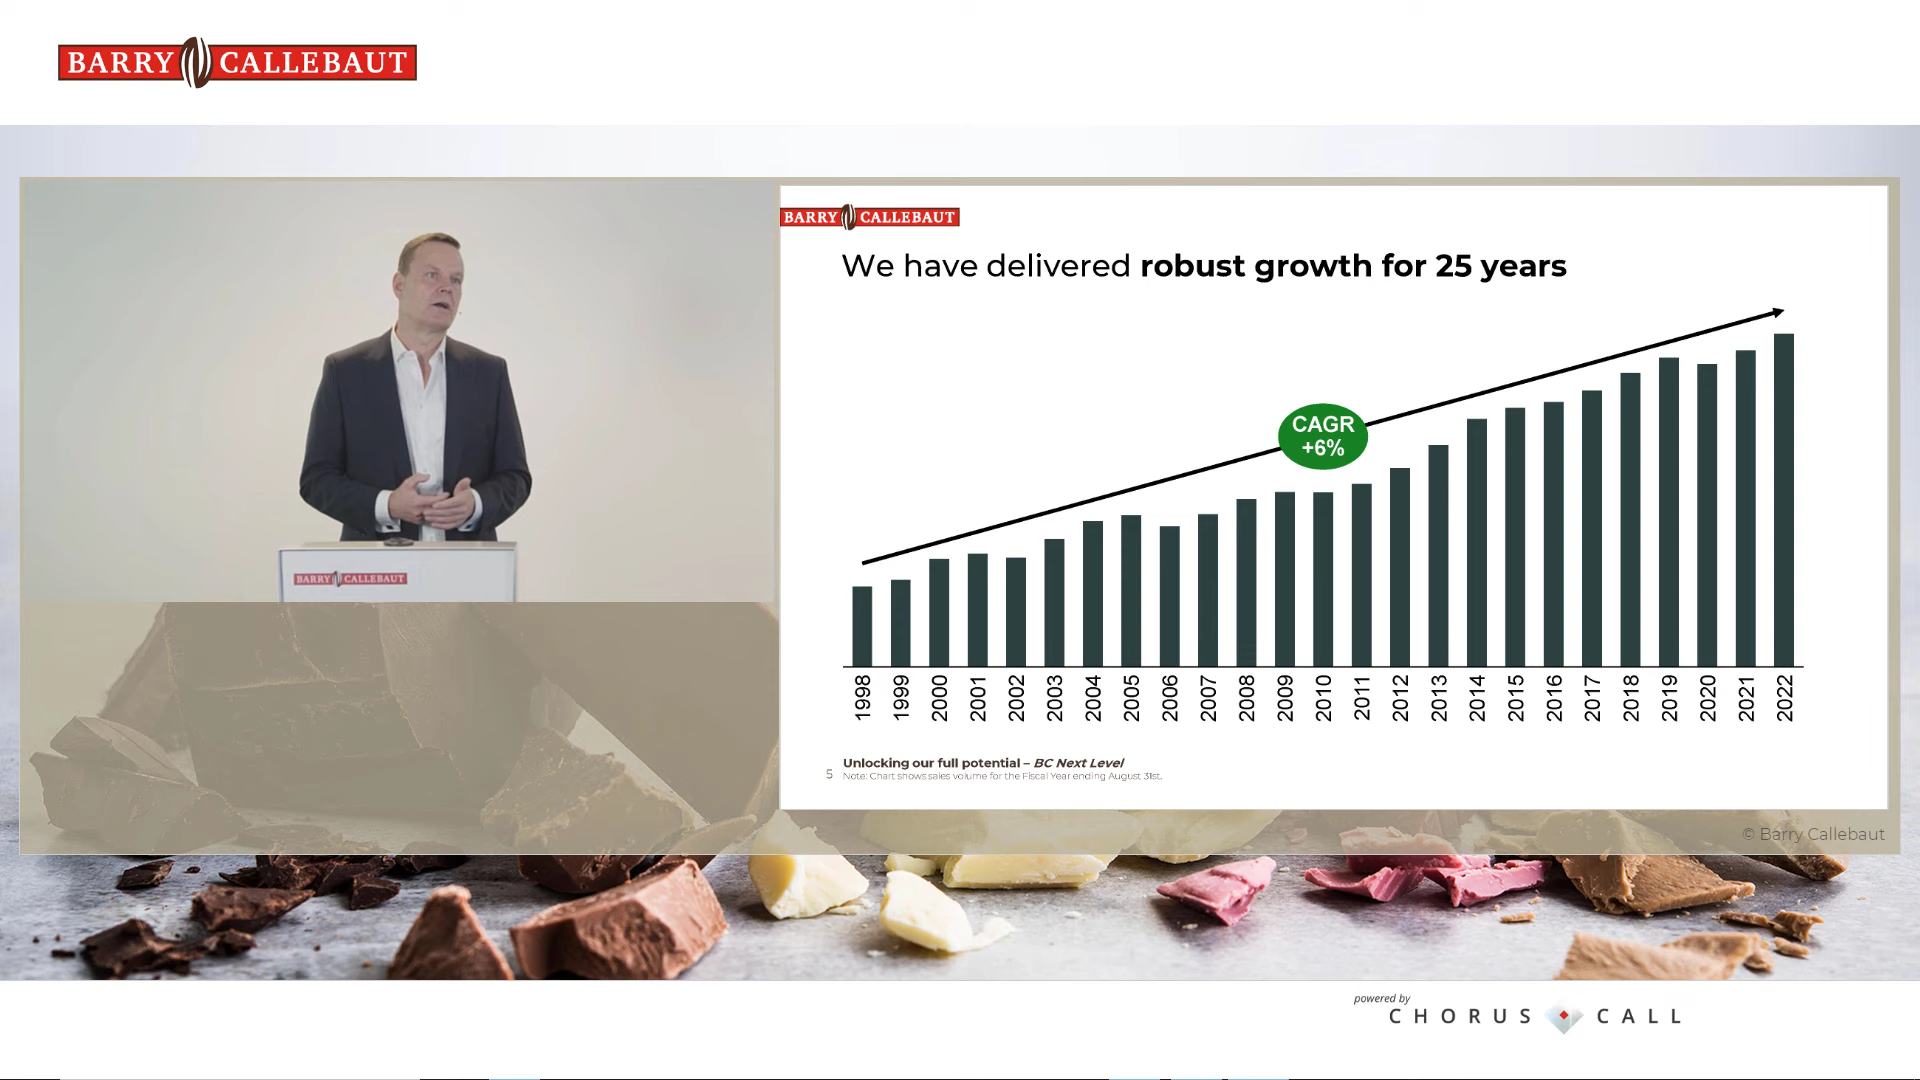 BARRY CALLEBAUT
BARRY CALLEBAUT
We have delivered robust growth for 25 years
CAGR
+6%
1998 1999 2000 2001 2002 2003 2004 2005 2006 2007 2008 2009 2010 2011 2012 2013 2014 2015 2016 2017 2018 2019 2020 2021 2022
Unlocking our full potential – BC Next Level
5 Note: Chart shows sales volume for the Fiscal Year ending August 31st.
BARRY CALLEBAUT
© Barry Callebaut
powered by
CHORUS CALL